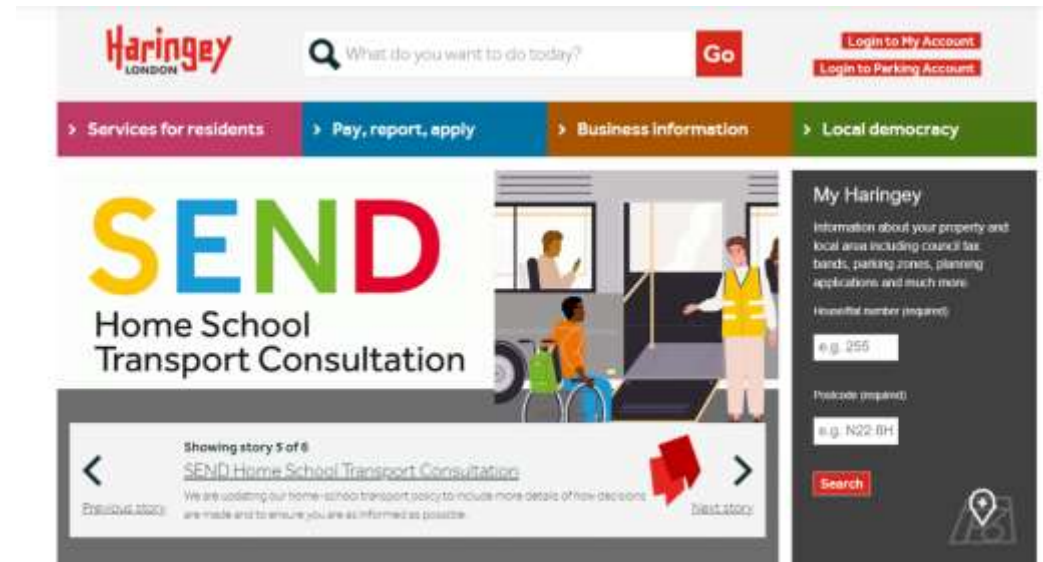 Haringey
LONDON
What do you want to do today?
Go
Login to My Account
Login to Parking Account
> Services for residents
> Pay, report, apply
> Business information
> Local democracy
SEND
Home School
Transport Consultation
Showing story 5 of 6
SEND Home School Transport Consultation
We are updating our home-school transport policy to include more details of how decisions
are made and to ensure you are as informed as possible.
Previous story
Next story
My Haringey
Information about your property and
local area including council tax
bands, parking zones, planning
applications and much more.
House/flat number (required)
e.g. 255
Postcode (required)
e.g. N22 8H
Search